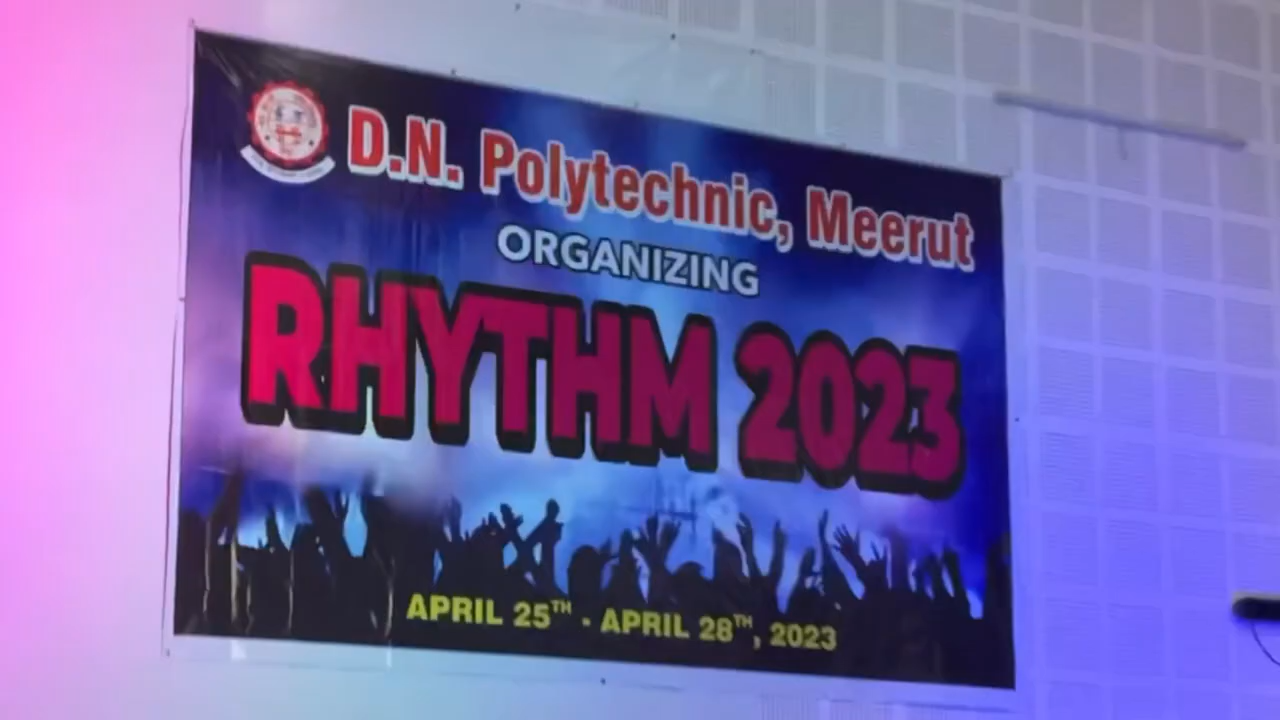 D.N. Polytechnic, Meerut
ORGANIZING
RHYTHM 2023
APRIL 25TH - APRIL 28TH, 2023